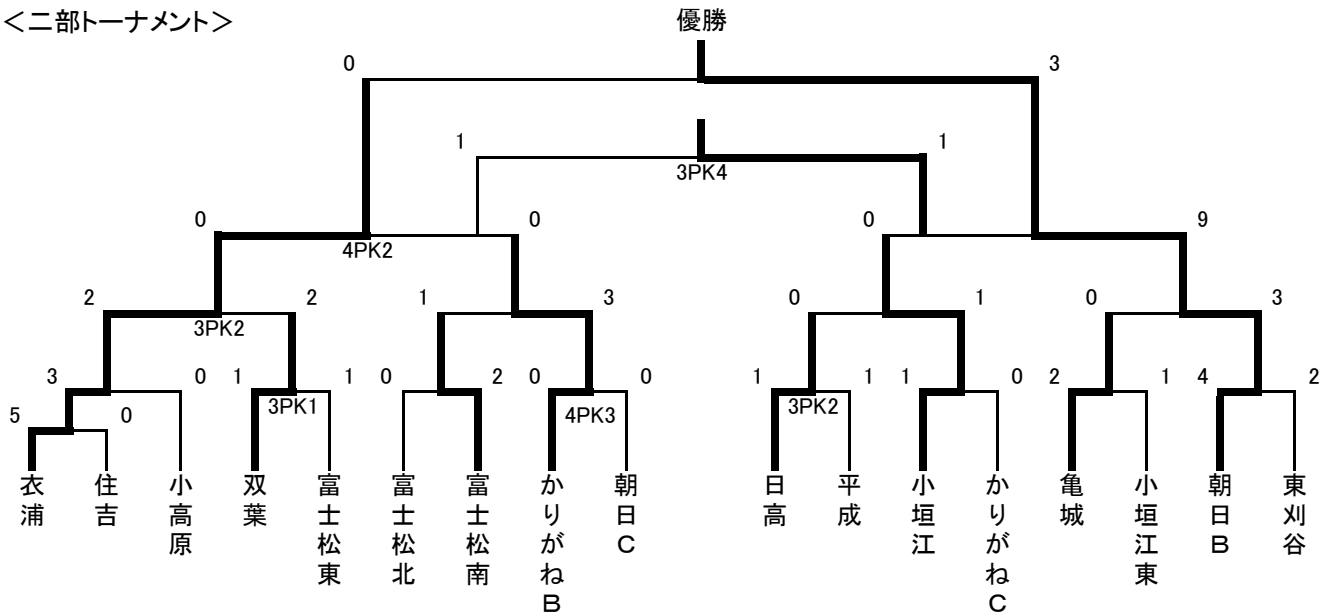 ＜二部トーナメント＞
優勝
0 3
1 1
3PK4
0 0 0 9
4PK2
2 2 1 3 0 1 0 3
3PK2
3 0 1 1 0 2 0 0 1 1 1 0 2 1 4 2
3PK1 4PK3 3PK2
5 0
衣浦
住吉
小高原
双葉
富士松東
富士松北
富士松南
かりがねB
朝日C
日高
平成
小垣江
かりがねC
亀城
小垣江東
朝日B
東刈谷